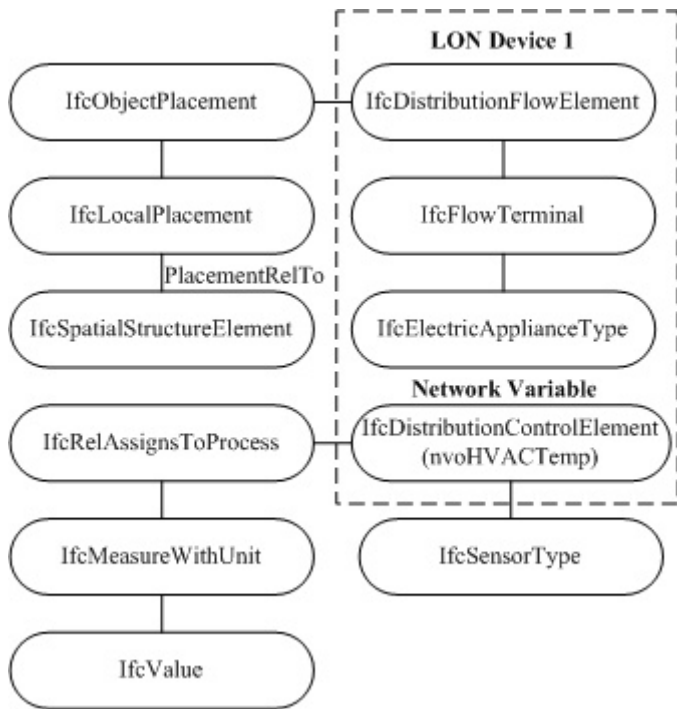 LON Device 1
IfcObjectPlacement
IfcDistributionFlowElement
IfcLocalPlacement
IfcFlowTerminal
PlacementRelTo
IfcSpatialStructureElement
IfcElectricApplianceType
Network Variable
IfcRelAssignsToProcess
IfcDistributionControlElement
(nvoHVACTemp)
IfcMeasureWithUnit
IfcSensorType
IfcValue